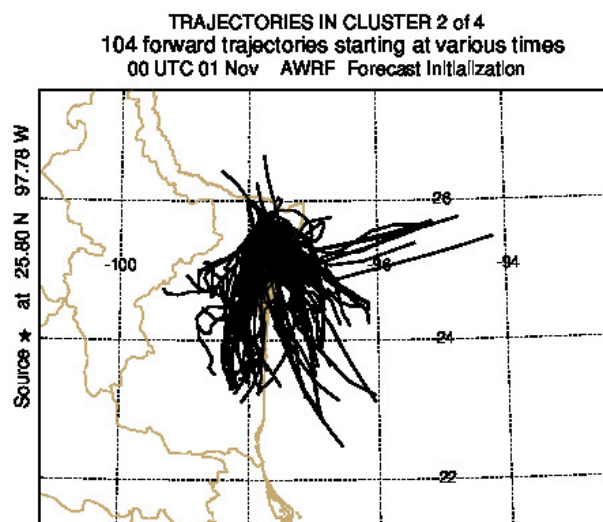 TRAJECTORIES IN CLUSTER 2 of 4
104 forward trajectories starting at various times
00 UTC 01 Nov AWRF Forecast Initialization
Source ★ at 25.80 N 97.78 W
26
-100
-96
-94
24
22